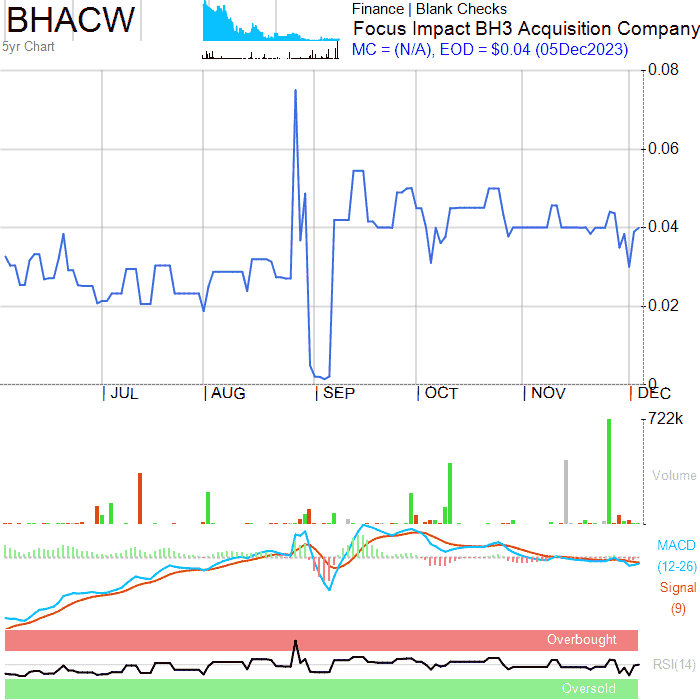 BHACW
5yr Chart
Finance | Blank Checks
Focus Impact BH3 Acquisition Company
MC = (N/A), EOD = $0.04 (05Dec2023)
0.08
0.06
0.04
0.02
0
JUL AUG SEP OCT NOV DEC
722k
Volume
MACD
(12-26)
Signal
(9)
Overbought
RSI(14)
Oversold